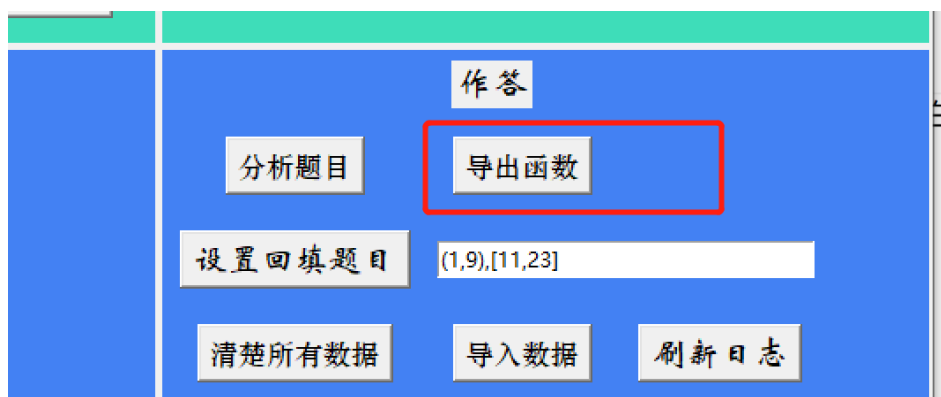 作答
分析题目 导出函数
设置回填题目 (1,9),[11,23]
清楚所有数据 导入数据 刷新日志